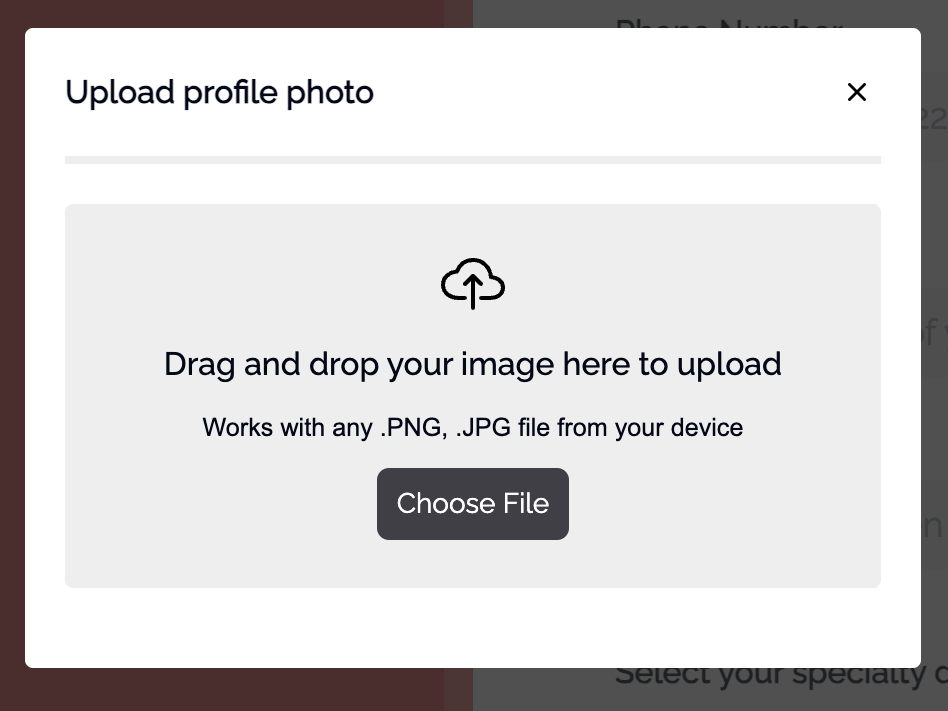 Phone Number
Upload profile photo
22
Drag and drop your image here to upload
Works with any .PNG, .JPG file from your device
Choose File
Select your specialty